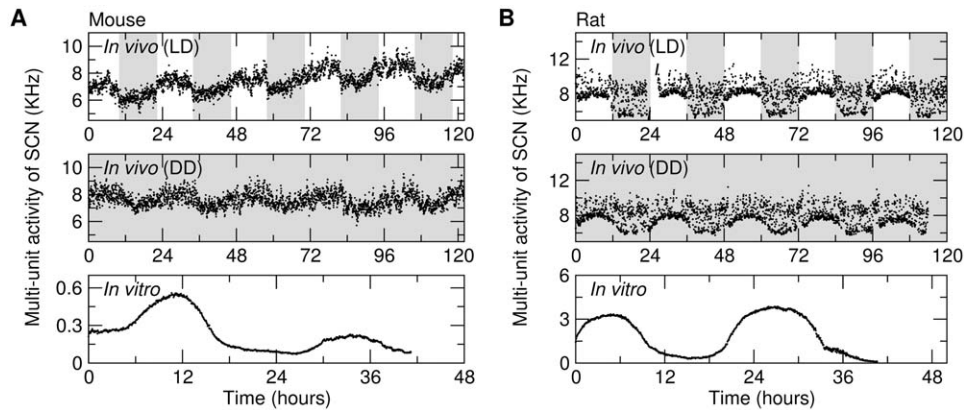 A Mouse
Multi-unit activity of SCN (KHz)
In vivo (LD)
10
8
6
0 24 48 72 96 120
In vivo (DD)
10
8
6
0 24 48 72 96 120
In vitro
0.6
0.3
0
0 12 24 36 48
Time (hours)
B Rat
Multi-unit activity of SCN (KHz)
In vivo (LD)
12
8
0 24 48 72 96 120
In vivo (DD)
12
8
0 24 48 72 96 120
In vitro
6
3
0
0 12 24 36 48
Time (hours)